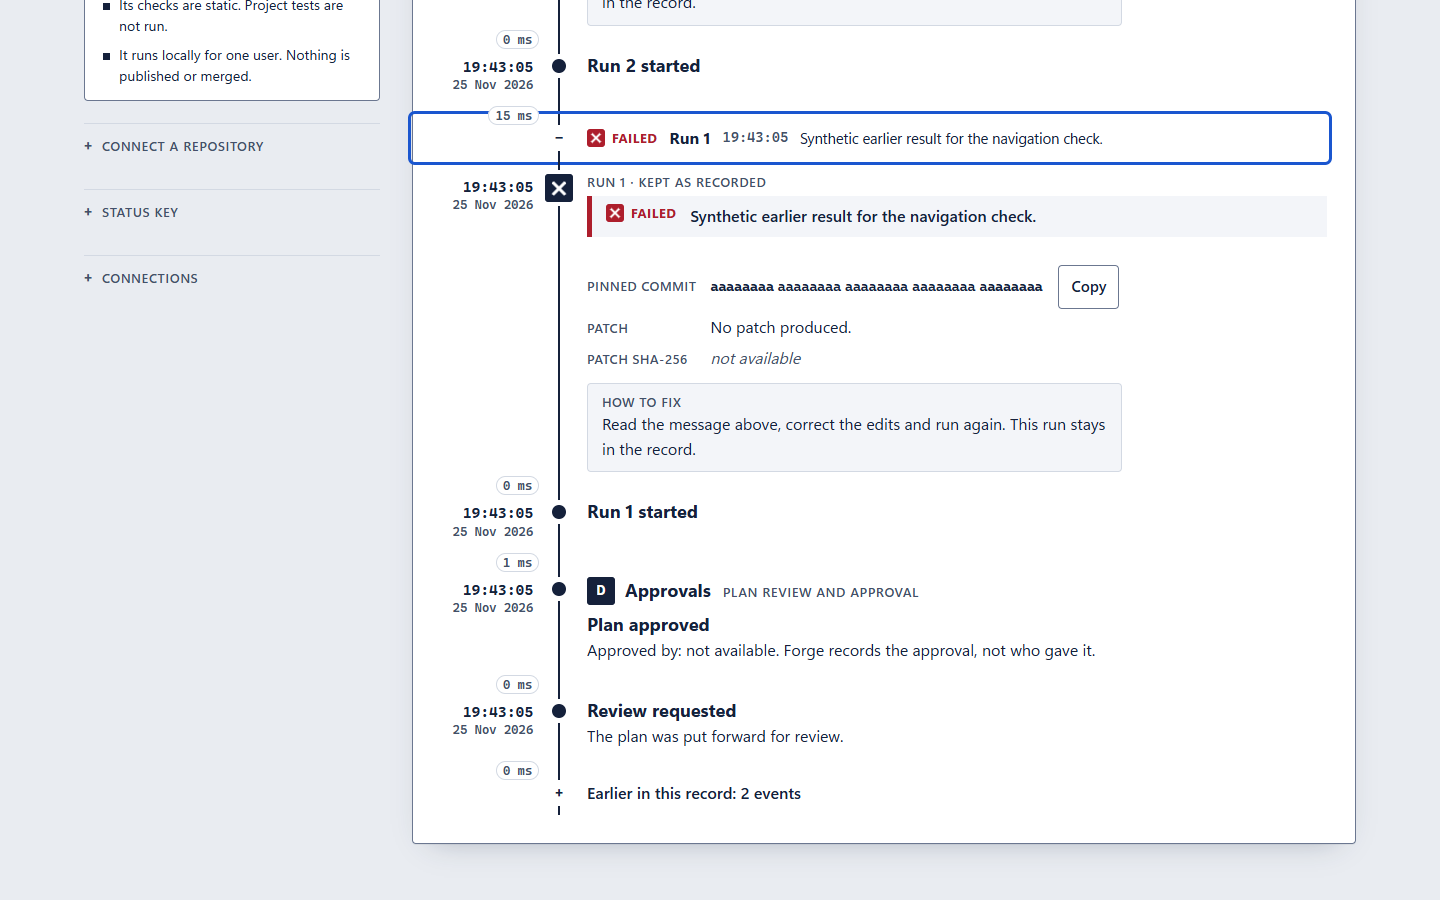 Its checks are static. Project tests are
not run.
It runs locally for one user. Nothing is
published or merged.
+ CONNECT A REPOSITORY
+ STATUS KEY
+ CONNECTIONS
in the record.
0 ms
19:43:05
25 Nov 2026
Run 2 started
15 ms
− FAILED Run 1 19:43:05 Synthetic earlier result for the navigation check.
19:43:05
25 Nov 2026
RUN 1 · KEPT AS RECORDED
FAILED Synthetic earlier result for the navigation check.
PINNED COMMIT aaaaaaaa aaaaaaaa aaaaaaaa aaaaaaaa aaaaaaaa Copy
PATCH No patch produced.
PATCH SHA-256 not available
HOW TO FIX
Read the message above, correct the edits and run again. This run stays
in the record.
0 ms
19:43:05
25 Nov 2026
Run 1 started
1 ms
19:43:05
25 Nov 2026
D Approvals PLAN REVIEW AND APPROVAL
Plan approved
Approved by: not available. Forge records the approval, not who gave it.
0 ms
19:43:05
25 Nov 2026
Review requested
The plan was put forward for review.
0 ms
+ Earlier in this record: 2 events